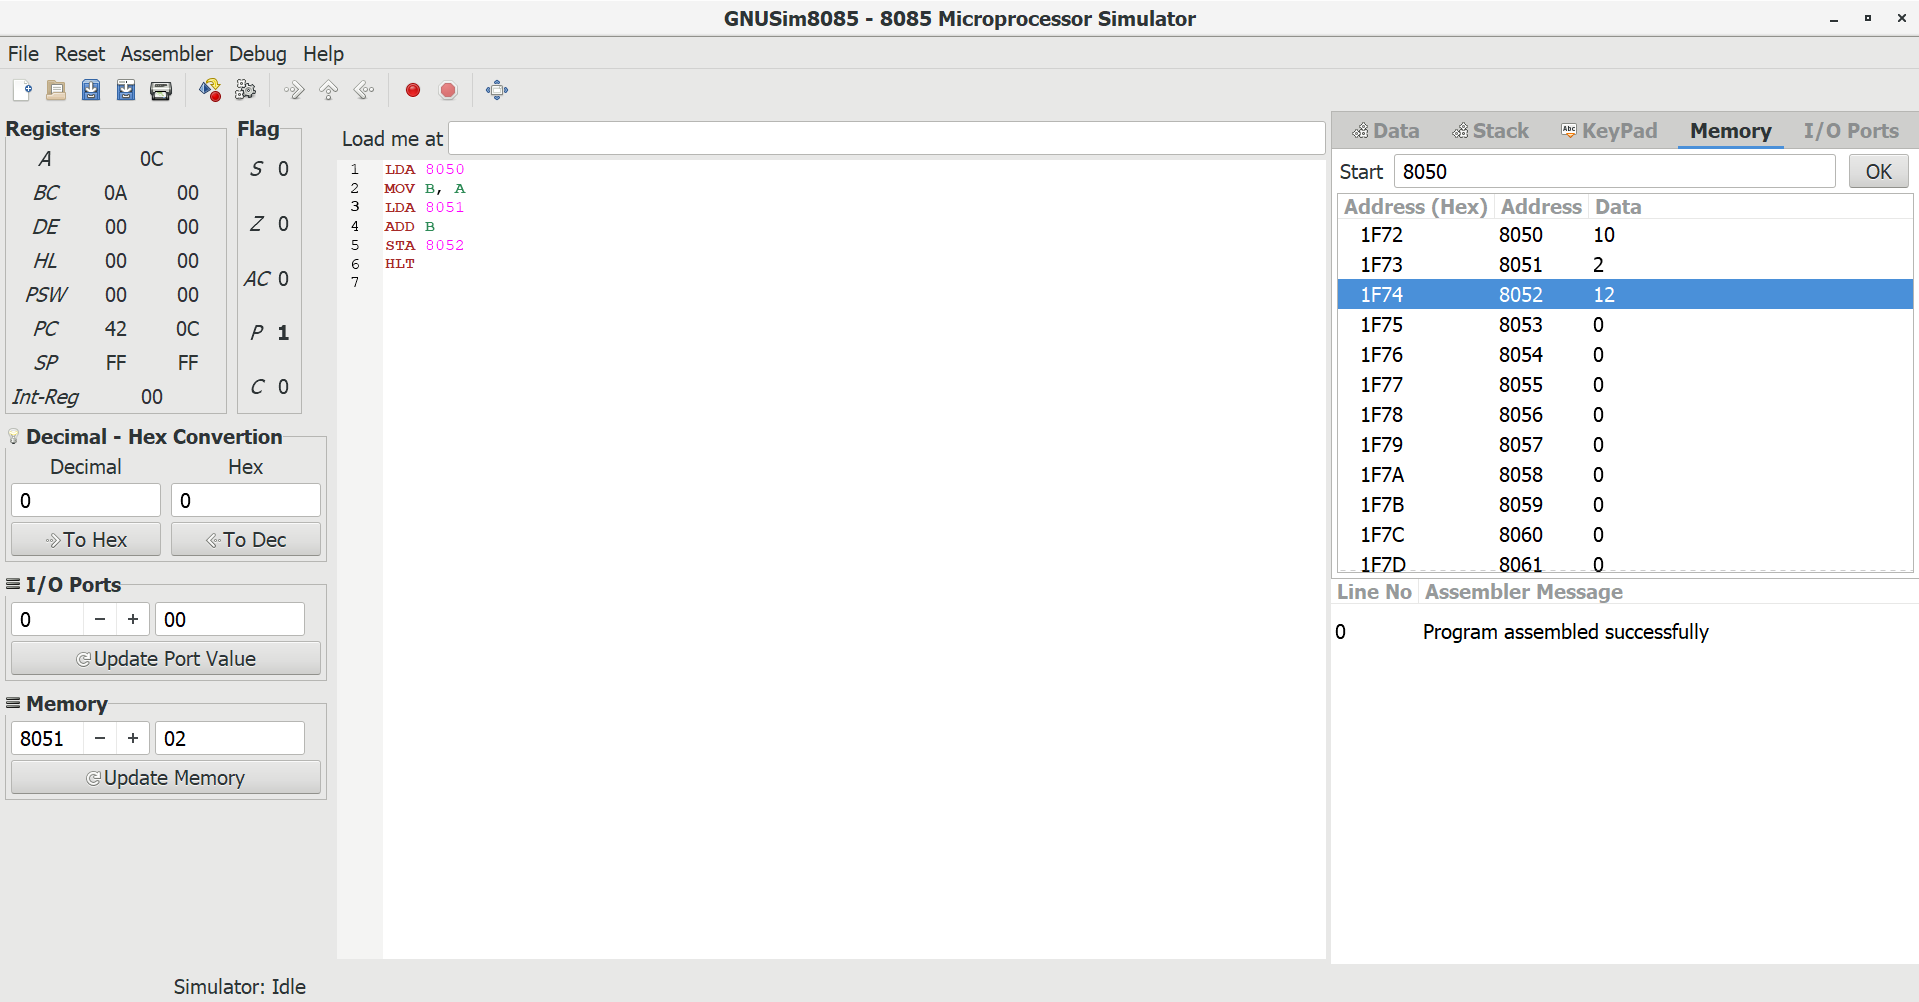 GNUSim8085 - 8085 Microprocessor Simulator
File Reset Assembler Debug Help
Registers
A 0C
BC 0A 00
DE 00 00
HL 00 00
PSW 00 00
PC 42 0C
SP FF FF
Int-Reg 00
Flag
S 0
Z 0
AC 0
P 1
C 0
Decimal - Hex Convertion
Decimal Hex
0 0
To Hex To Dec
I/O Ports
0 − + 00
Update Port Value
Memory
8051 − + 02
Update Memory
Load me at
1 LDA 8050
2 MOV B, A
3 LDA 8051
4 ADD B
5 STA 8052
6 HLT
7
Data Stack Abc KeyPad Memory I/O Ports
Start 8050 OK
Address (Hex) Address Data
1F72 8050 10
1F73 8051 2
1F74 8052 12
1F75 8053 0
1F76 8054 0
1F77 8055 0
1F78 8056 0
1F79 8057 0
1F7A 8058 0
1F7B 8059 0
1F7C 8060 0
1F7D 8061 0
Line No Assembler Message
0 Program assembled successfully
Simulator: Idle